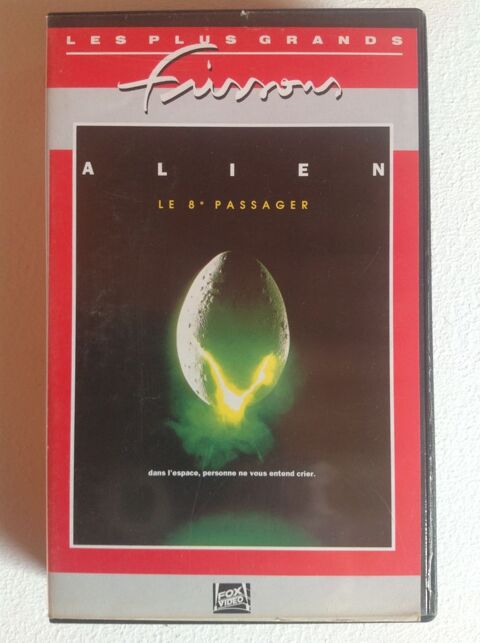 LES PLUS GRANDS
frissons
ALIEN
LE 8e PASSAGER
dans l'espace, personne ne vous entend crier.
FOX
VIDEO